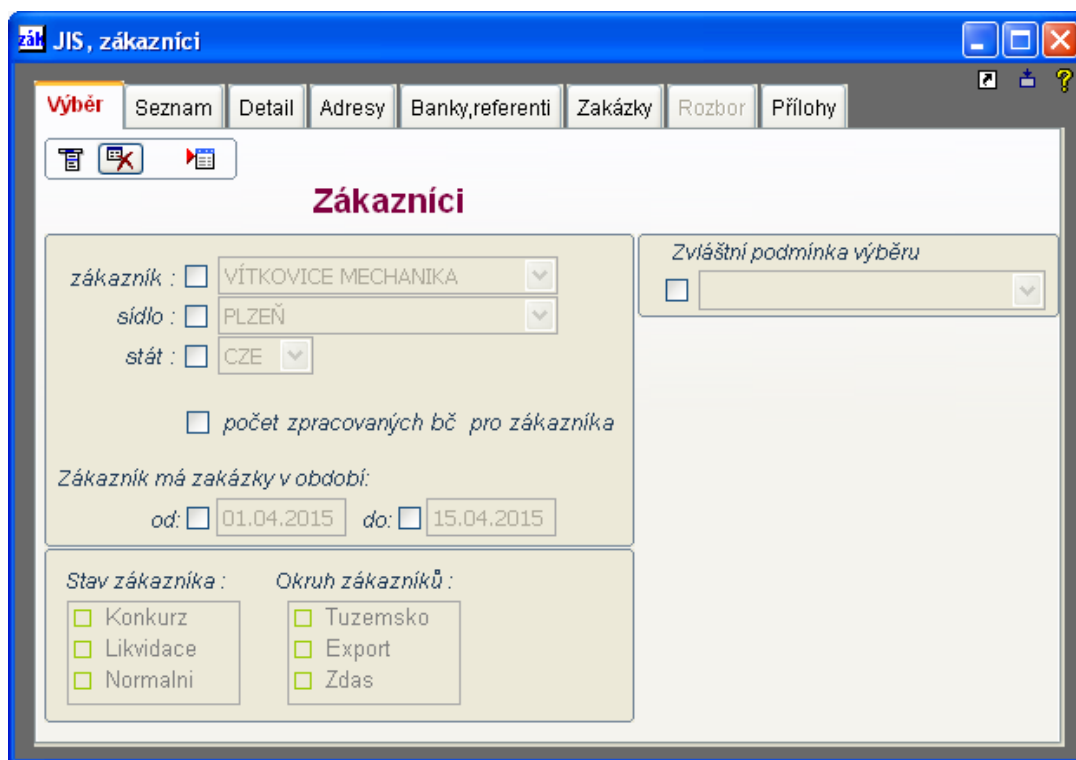 zák JIS, zákazníci
Výběr Seznam Detail Adresy Banky,referenti Zakázky Rozbor Přílohy
Zákazníci
zákazník : VÍTKOVICE MECHANIKA
sídlo : PLZEŇ
stát : CZE
počet zpracovaných bč pro zákazníka
Zákazník má zakázky v období:
od: 01.04.2015 do: 15.04.2015
Zvláštní podmínka výběru
Stav zákazníka :
Konkurz
Likvidace
Normalni
Okruh zákazníků :
Tuzemsko
Export
Zdas